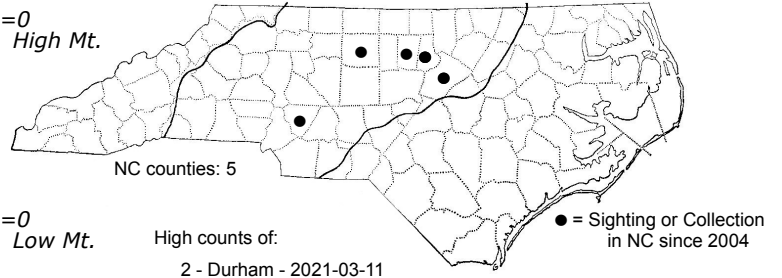 =0
High Mt.
NC counties: 5
=0
Low Mt.
High counts of:
2 - Durham - 2021-03-11
● = Sighting or Collection
in NC since 2004